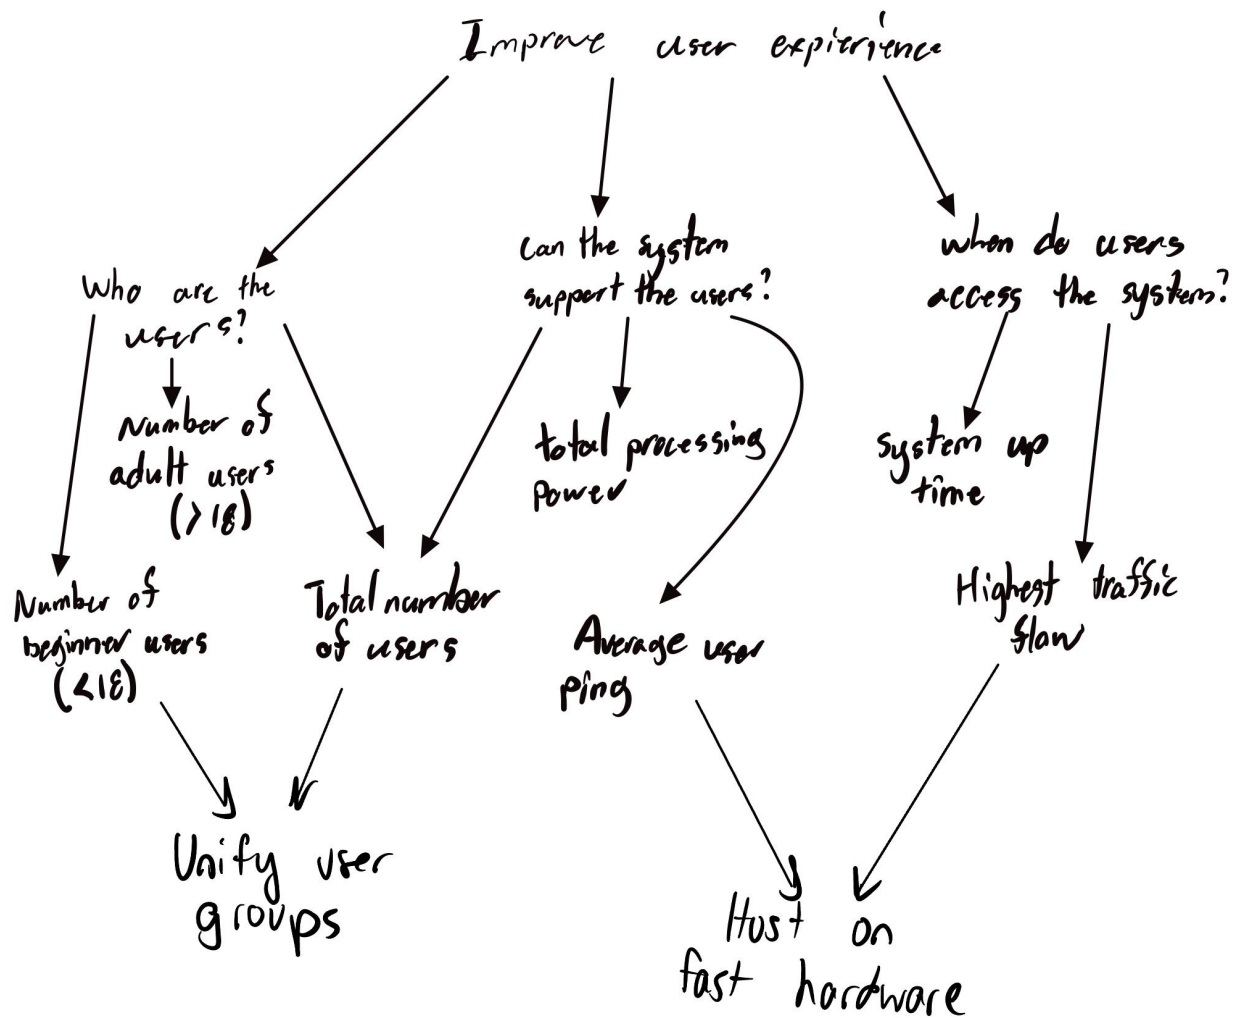 Improve user expierience
Who are the
users?
Can the system
support the users?
when do users
access the system?
Number of
adult users
(>18)
total processing
power
system up
time
Number of
beginner users
(<18)
Total number
of users
Average user
ping
Highest traffic
flow
Unify user
groups
Host on
fast hardware